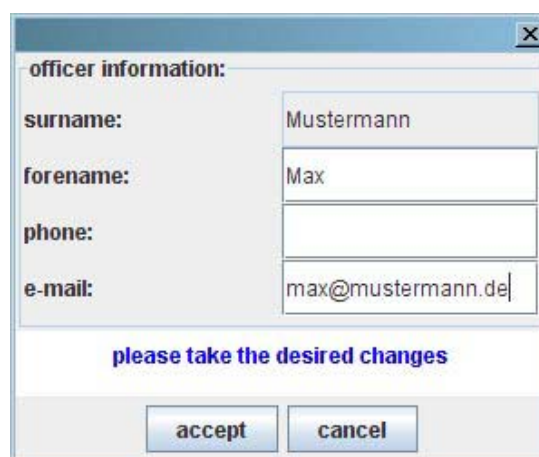 officer information:
surname: Mustermann
forename: Max
phone:
e-mail: max@mustermann.de
please take the desired changes
accept cancel